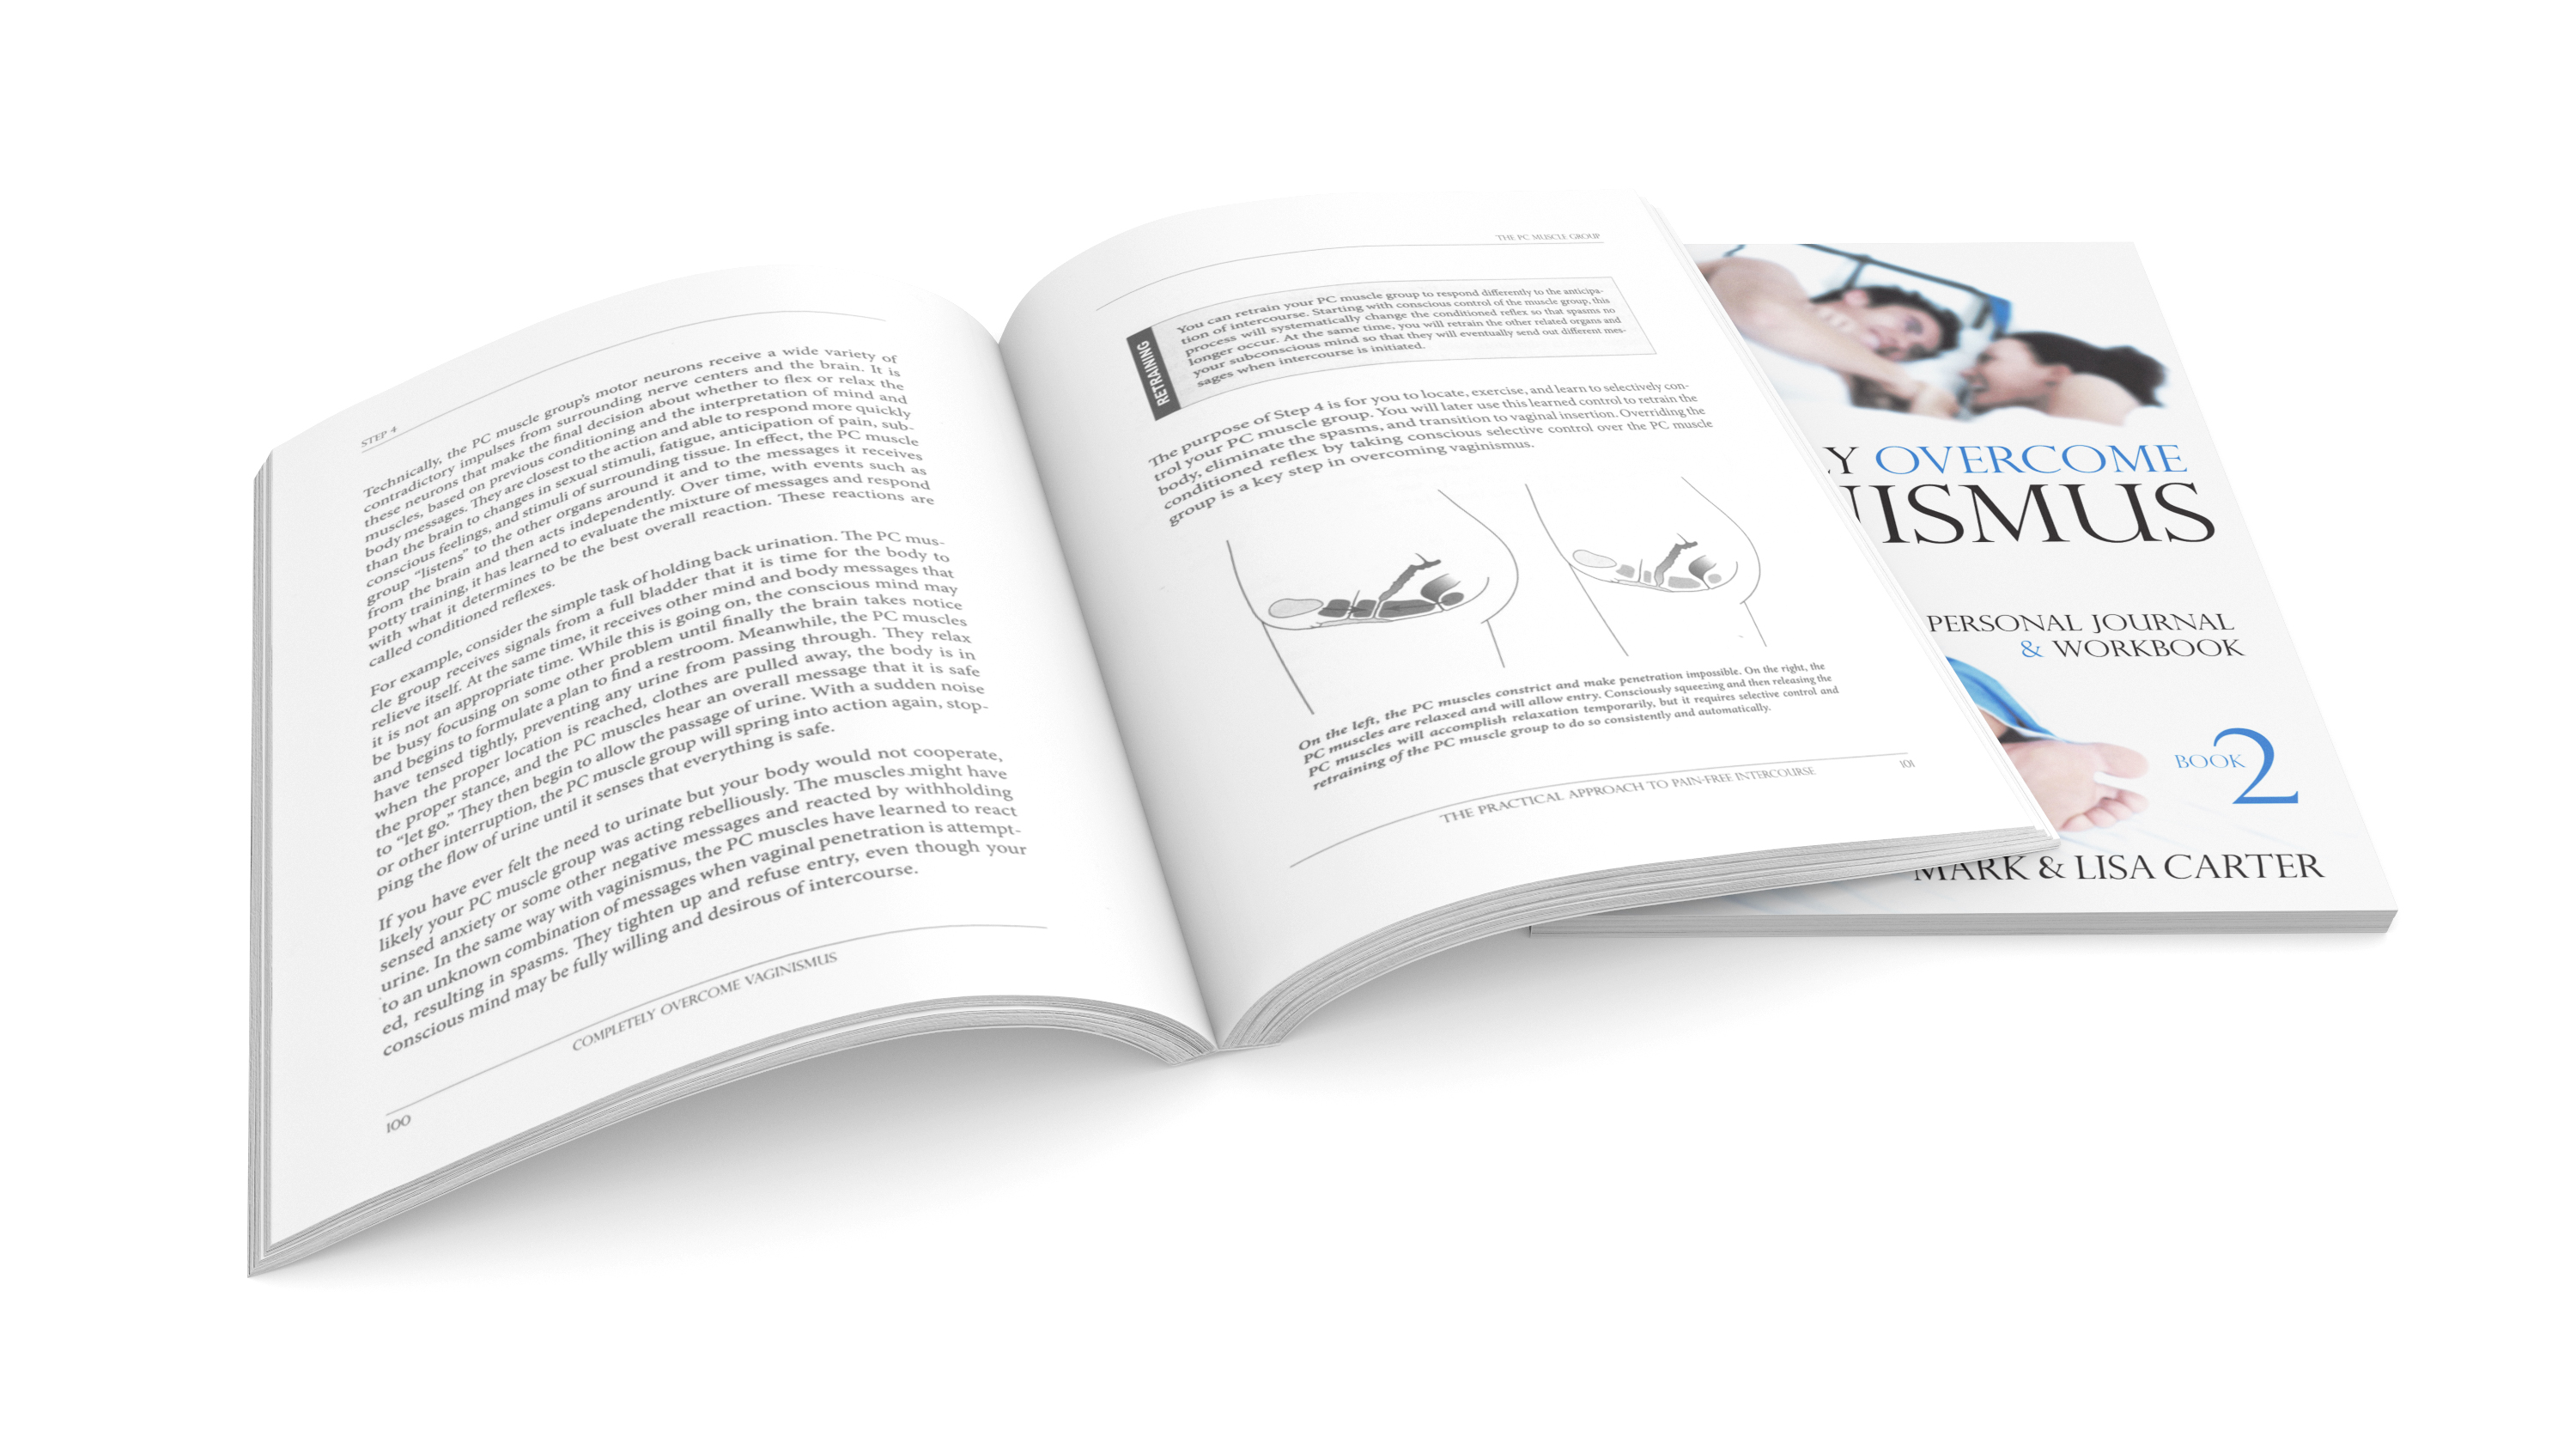 STEP 4
Technically, the PC muscle group's motor neurons receive a wide variety of
contradictory impulses from surrounding nerve centers and the brain. It is
these neurons that make the final decision about whether to flex or relax the
muscles, based on previous conditioning and the interpretation of mind and
body messages. They are closest to the action and able to respond more quickly
than the brain to changes in sexual stimuli, fatigue, anticipation of pain, sub-
conscious feelings, and stimuli of surrounding tissue. In effect, the PC muscle
group "listens" to the other organs around it and to the messages it receives
from the brain and then acts independently. Over time, with events such as
potty training, it has learned to evaluate the mixture of messages and respond
with what it determines to be the best overall reaction. These reactions are
called conditioned reflexes.
For example, consider the simple task of holding back urination. The PC mus-
cle group receives signals from a full bladder that it is time for the body to
relieve itself. At the same time, it receives other mind and body messages that
it is not an appropriate time. While this is going on, the conscious mind may
be busy focusing on some other problem until finally the brain takes notice
and begins to formulate a plan to find a restroom. Meanwhile, the PC muscles
have tensed tightly, preventing any urine from passing through. They relax
when the proper location is reached, clothes are pulled away, the body is in
the proper stance, and the PC muscles hear an overall message that it is safe
to "let go." They then begin to allow the passage of urine. With a sudden noise
or other interruption, the PC muscle group will spring into action again, stop-
ping the flow of urine until it senses that everything is safe.
If you have ever felt the need to urinate but your body would not cooperate,
likely your PC muscle group was acting rebelliously. The muscles might have
sensed anxiety or some other negative messages and reacted by withholding
urine. In the same way with vaginismus, the PC muscles have learned to react
to an unknown combination of messages when vaginal penetration is attempt-
ed, resulting in spasms. They tighten up and refuse entry, even though your
conscious mind may be fully willing and desirous of intercourse.
COMPLETELY OVERCOME VAGINISMUS
100
THE PC MUSCLE GROUP
RETRAINING
You can retrain your PC muscle group to respond differently to the anticipa-
tion of intercourse. Starting with conscious control of the muscle group, this
process will systematically change the conditioned reflex so that spasms no
longer occur. At the same time, you will retrain the other related organs and
your subconscious mind so that they will eventually send out different mes-
sages when intercourse is initiated.
The purpose of Step 4 is for you to locate, exercise, and learn to selectively con-
trol your PC muscle group. You will later use this learned control to retrain the
body, eliminate the spasms, and transition to vaginal insertion. Overriding the
conditioned reflex by taking conscious selective control over the PC muscle
group is a key step in overcoming vaginismus.
On the left, the PC muscles constrict and make penetration impossible. On the right, the
PC muscles are relaxed and will allow entry. Consciously squeezing and then releasing the
PC muscles will accomplish relaxation temporarily, but it requires selective control and
retraining of the PC muscle group to do so consistently and automatically.
THE PRACTICAL APPROACH TO PAIN-FREE INTERCOURSE
101
Y OVERCOME
NISMUS
PERSONAL JOURNAL
& WORKBOOK
BOOK 2
MARK & LISA CARTER